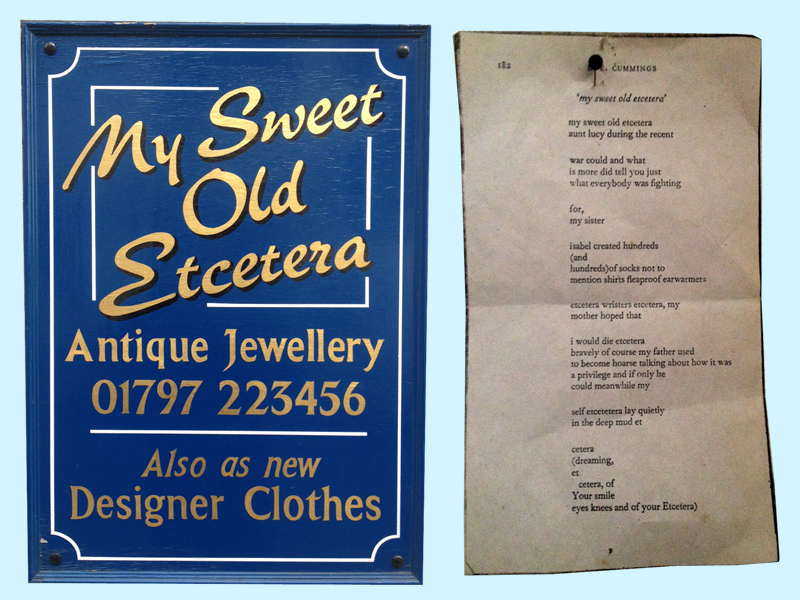 My Sweet
Old
Etcetera
Antique Jewellery
01797 223456
Also as new
Designer Clothes
182
E. CUMMINGS
'my sweet old etcetera'
my sweet old etcetera
aunt lucy during the recent
war could and what
is more did tell you just
what everybody was fighting
for,
my sister
isabel created hundreds
(and
hundreds)of socks not to
mention shirts fleaproof earwarmers
etcetera wristers etcetera, my
mother hoped that
i would die etcetera
bravely of course my father used
to become hoarse talking about how it was
a privilege and if only he
could meanwhile my
self etcetetera lay quietly
in the deep mud et
cetera
(dreaming,
et
cetera, of
Your smile
eyes knees and of your Etcetera)